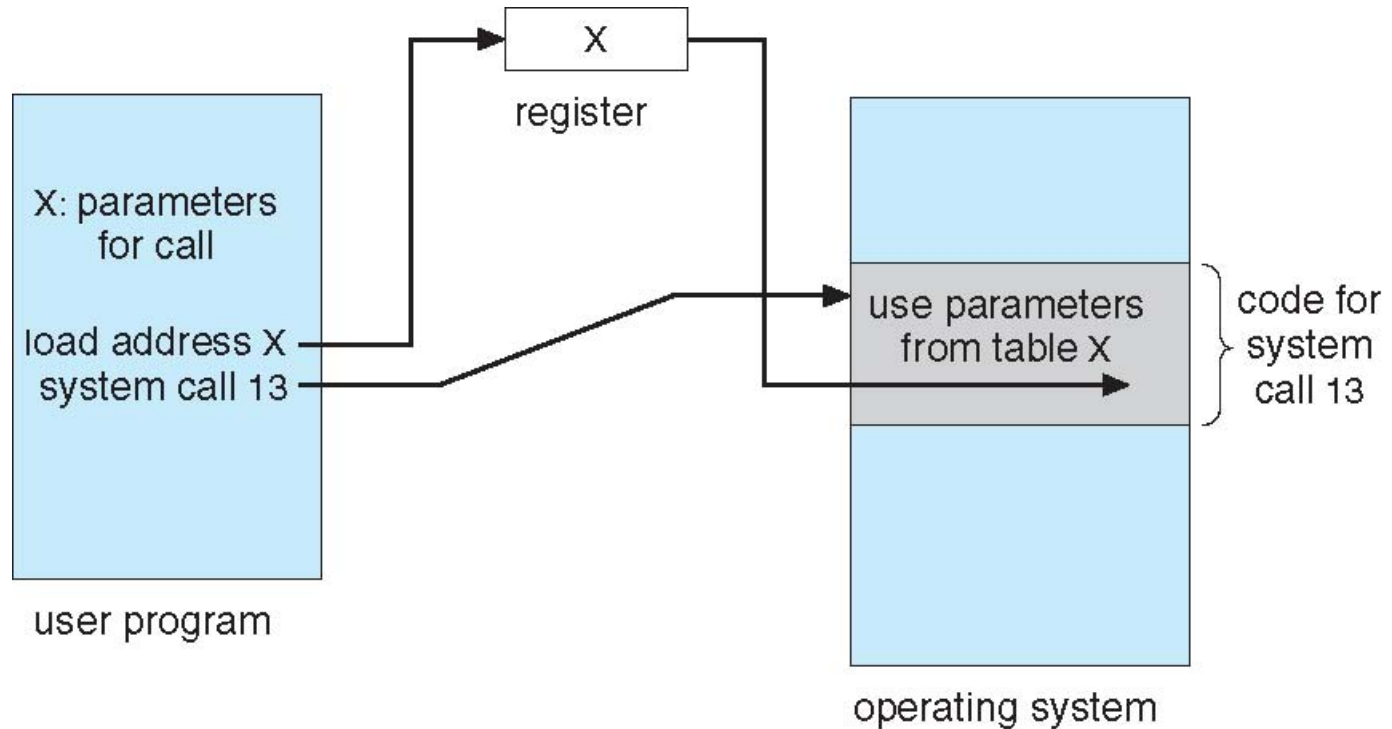 X
register
X: parameters
for call
load address X
system call 13
user program
use parameters
from table X
code for
system
call 13
operating system